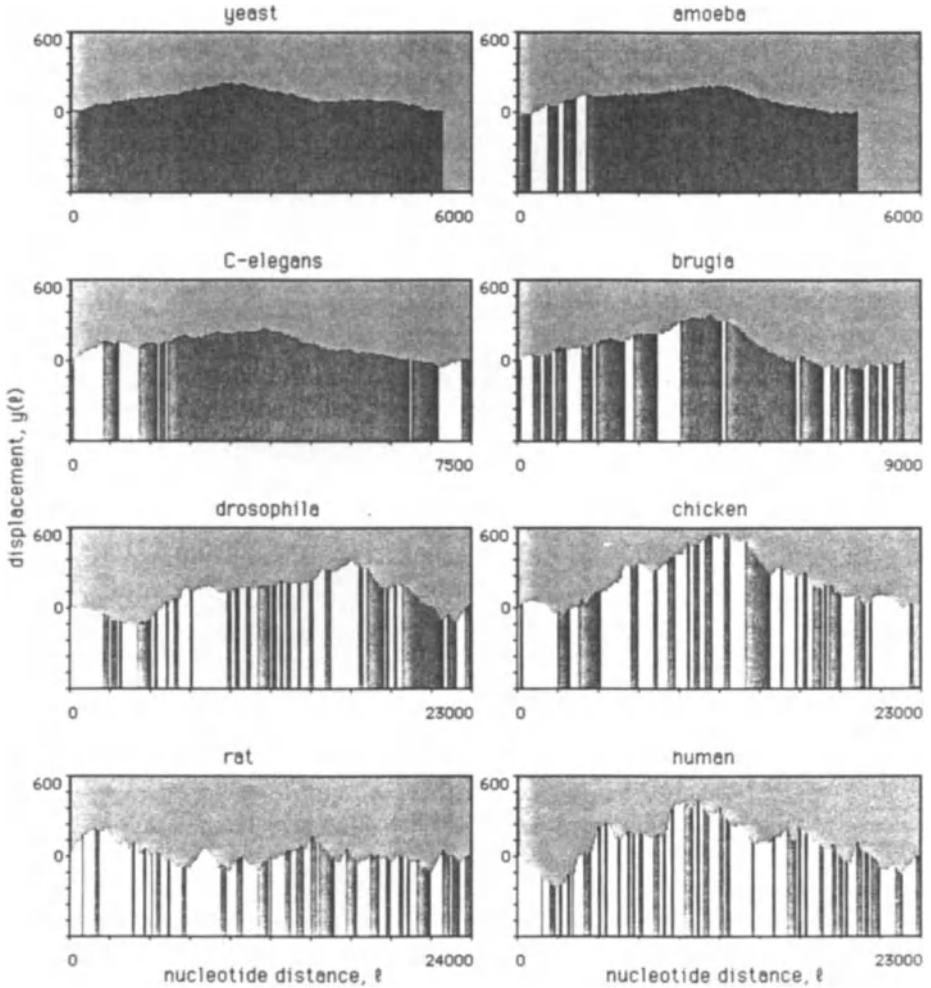 yeast
600
0
0 6000
amoeba
600
0
0 6000
C-elegans
600
0
0 7500
brugia
600
0
0 9000
displacement, y(ℓ)
drosophila
600
0
0 23000
chicken
600
0
0 23000
rat
600
0
0 24000
nucleotide distance, ℓ
human
600
0
0 23000
nucleotide distance, ℓ